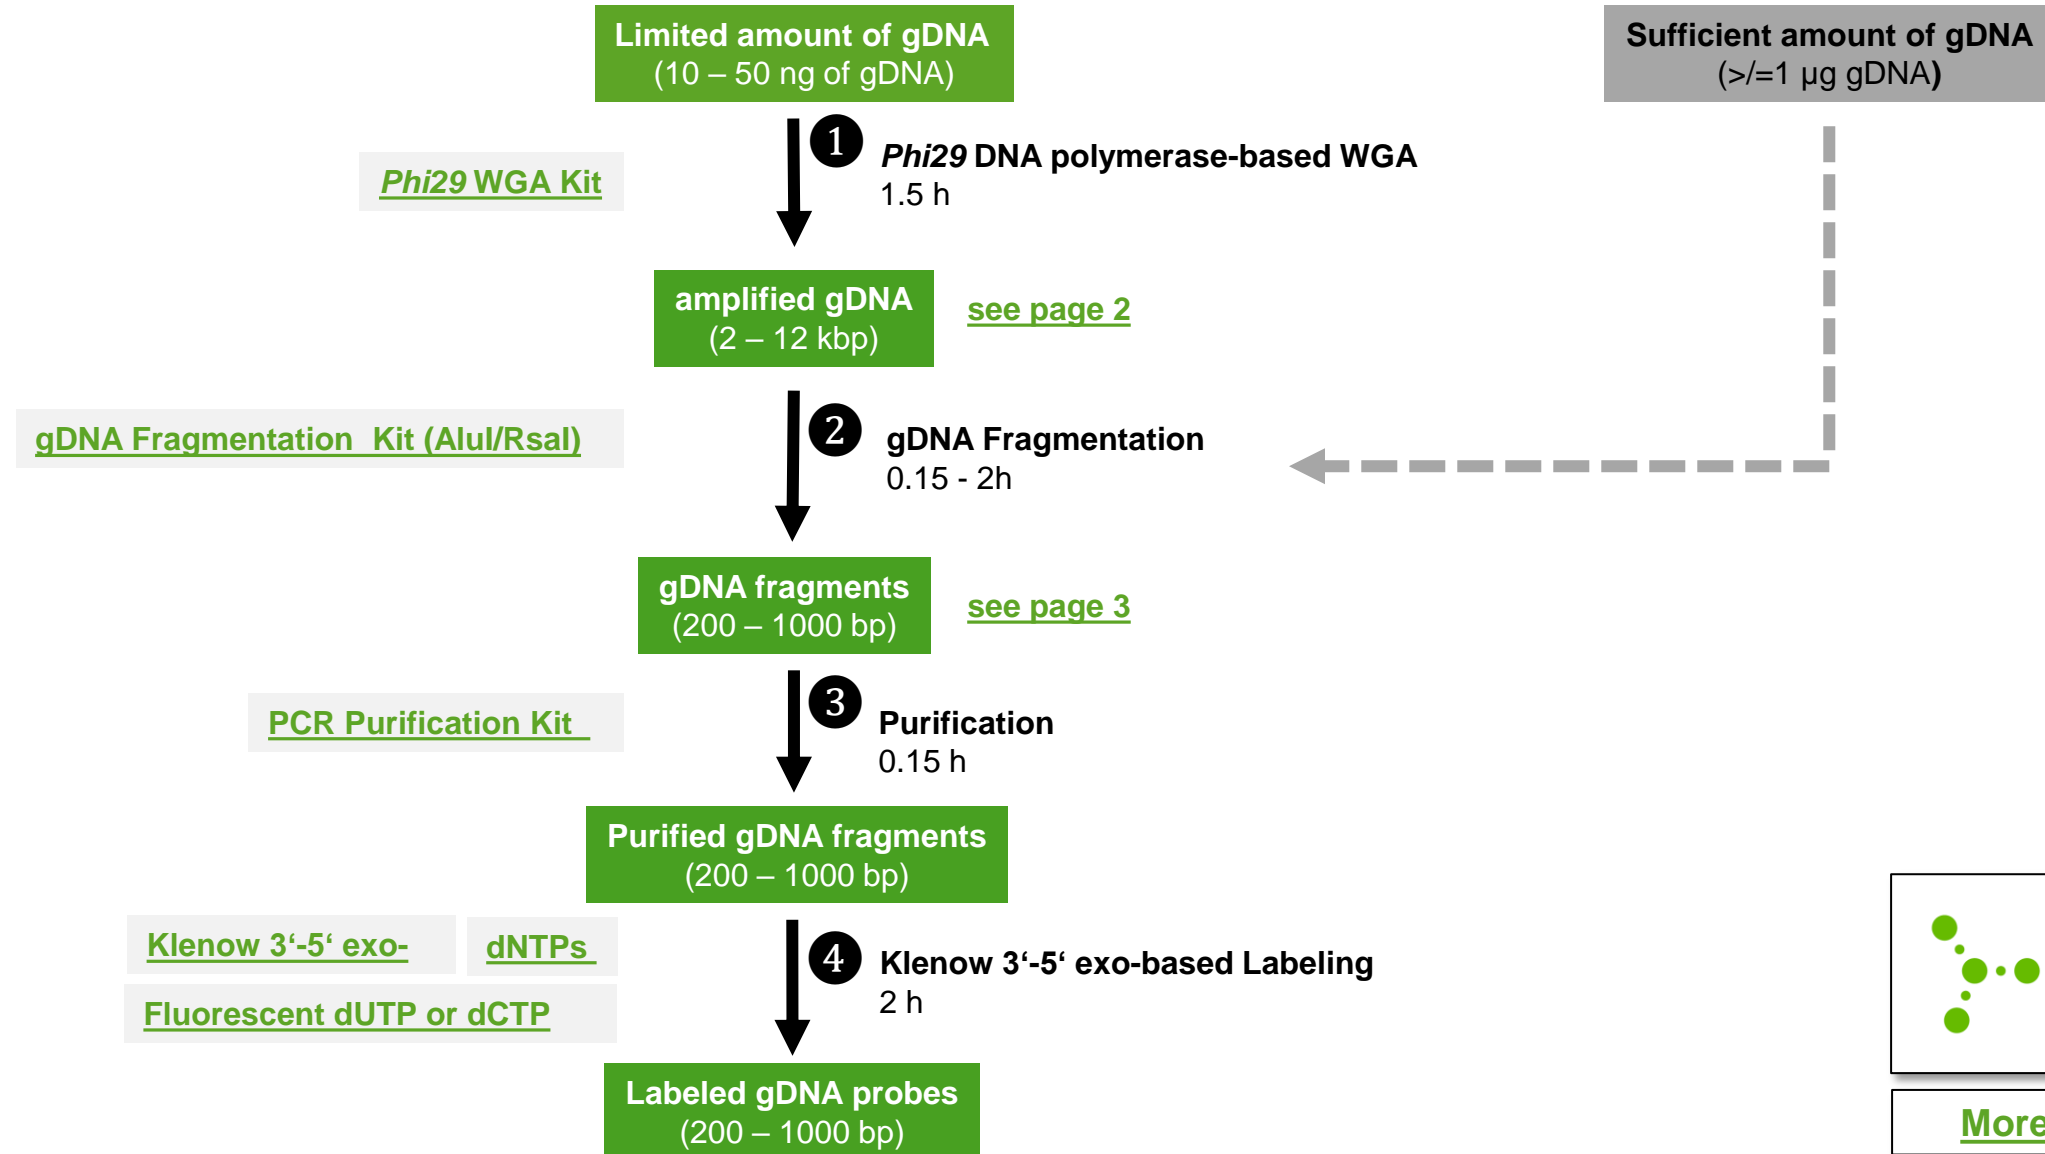 Limited amount of gDNA
(10 – 50 ng of gDNA)
Sufficient amount of gDNA
(>/=1 µg gDNA)
1
Phi29 DNA polymerase-based WGA
1.5 h
Phi29 WGA Kit
amplified gDNA
(2 – 12 kbp)
see page 2
gDNA Fragmentation Kit (AluI/RsaI)
2
gDNA Fragmentation
0.15 - 2h
gDNA fragments
(200 – 1000 bp)
see page 3
PCR Purification Kit
3
Purification
0.15 h
Purified gDNA fragments
(200 – 1000 bp)
Klenow 3‘-5‘ exo-
dNTPs
Fluorescent dUTP or dCTP
4
Klenow 3‘-5‘ exo-based Labeling
2 h
Labeled gDNA probes
(200 – 1000 bp)
More